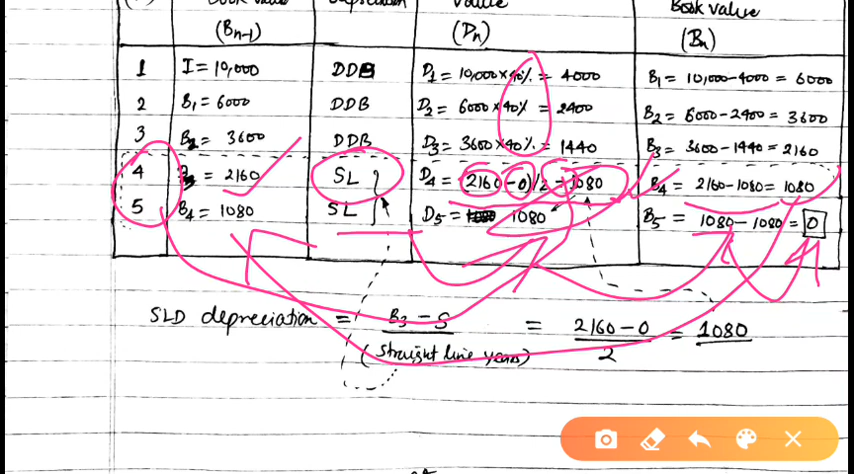 Book value
(Bn-1)
Value
(Dn)
Book value
(Bn)
1 I = 10,000 DDB D1 = 10,000 x 40% = 4000 B1 = 10,000 - 4000 = 6000
2 B1 = 6000 DDB D2 = 6000 x 40% = 2400 B2 = 6000 - 2400 = 3600
3 B2 = 3600 DDB D3 = 3600 x 40% = 1440 B3 = 3600 - 1440 = 2160
4 B3 = 2160 SL D4 = (2160 - 0)/2 = 1080 B4 = 2160 - 1080 = 1080
5 B4 = 1080 SL D5 = 1080 B5 = 1080 - 1080 = 0
SLD depreciation = B3 - S / (straight line years) = 2160 - 0 / 2 = 1080